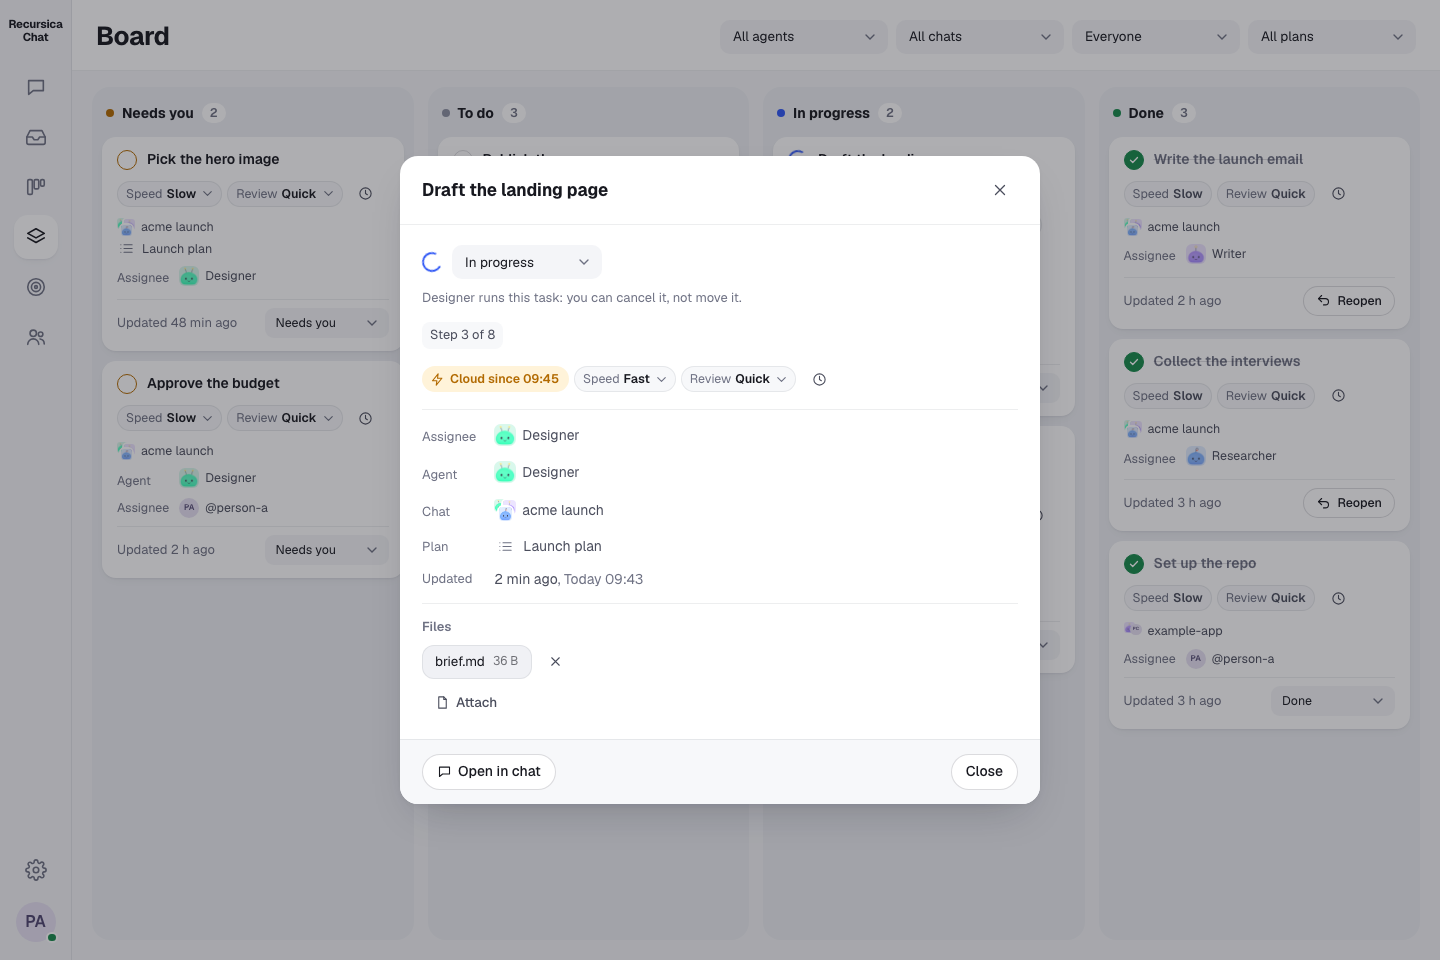 Recursica
Chat
Board
All agents
All chats
Everyone
All plans
Needs you 2
To do 3
In progress 2
Done 3
Pick the hero image
Speed Slow
Review Quick
acme launch
Launch plan
Assignee Designer
Updated 48 min ago
Needs you
Approve the budget
Speed Slow
Review Quick
acme launch
Agent Designer
Assignee PA @person-a
Updated 2 h ago
Needs you
Draft the landing page
In progress
Designer runs this task: you can cancel it, not move it.
Step 3 of 8
Cloud since 09:45
Speed Fast
Review Quick
Assignee Designer
Agent Designer
Chat acme launch
Plan Launch plan
Updated 2 min ago, Today 09:43
Files
brief.md 36 B
Attach
Open in chat
Close
Write the launch email
Speed Slow
Review Quick
acme launch
Assignee Writer
Updated 2 h ago
Reopen
Collect the interviews
Speed Slow
Review Quick
acme launch
Assignee Researcher
Updated 3 h ago
Reopen
Set up the repo
Speed Slow
Review Quick
example-app
Assignee PA @person-a
Updated 3 h ago
Done
PA